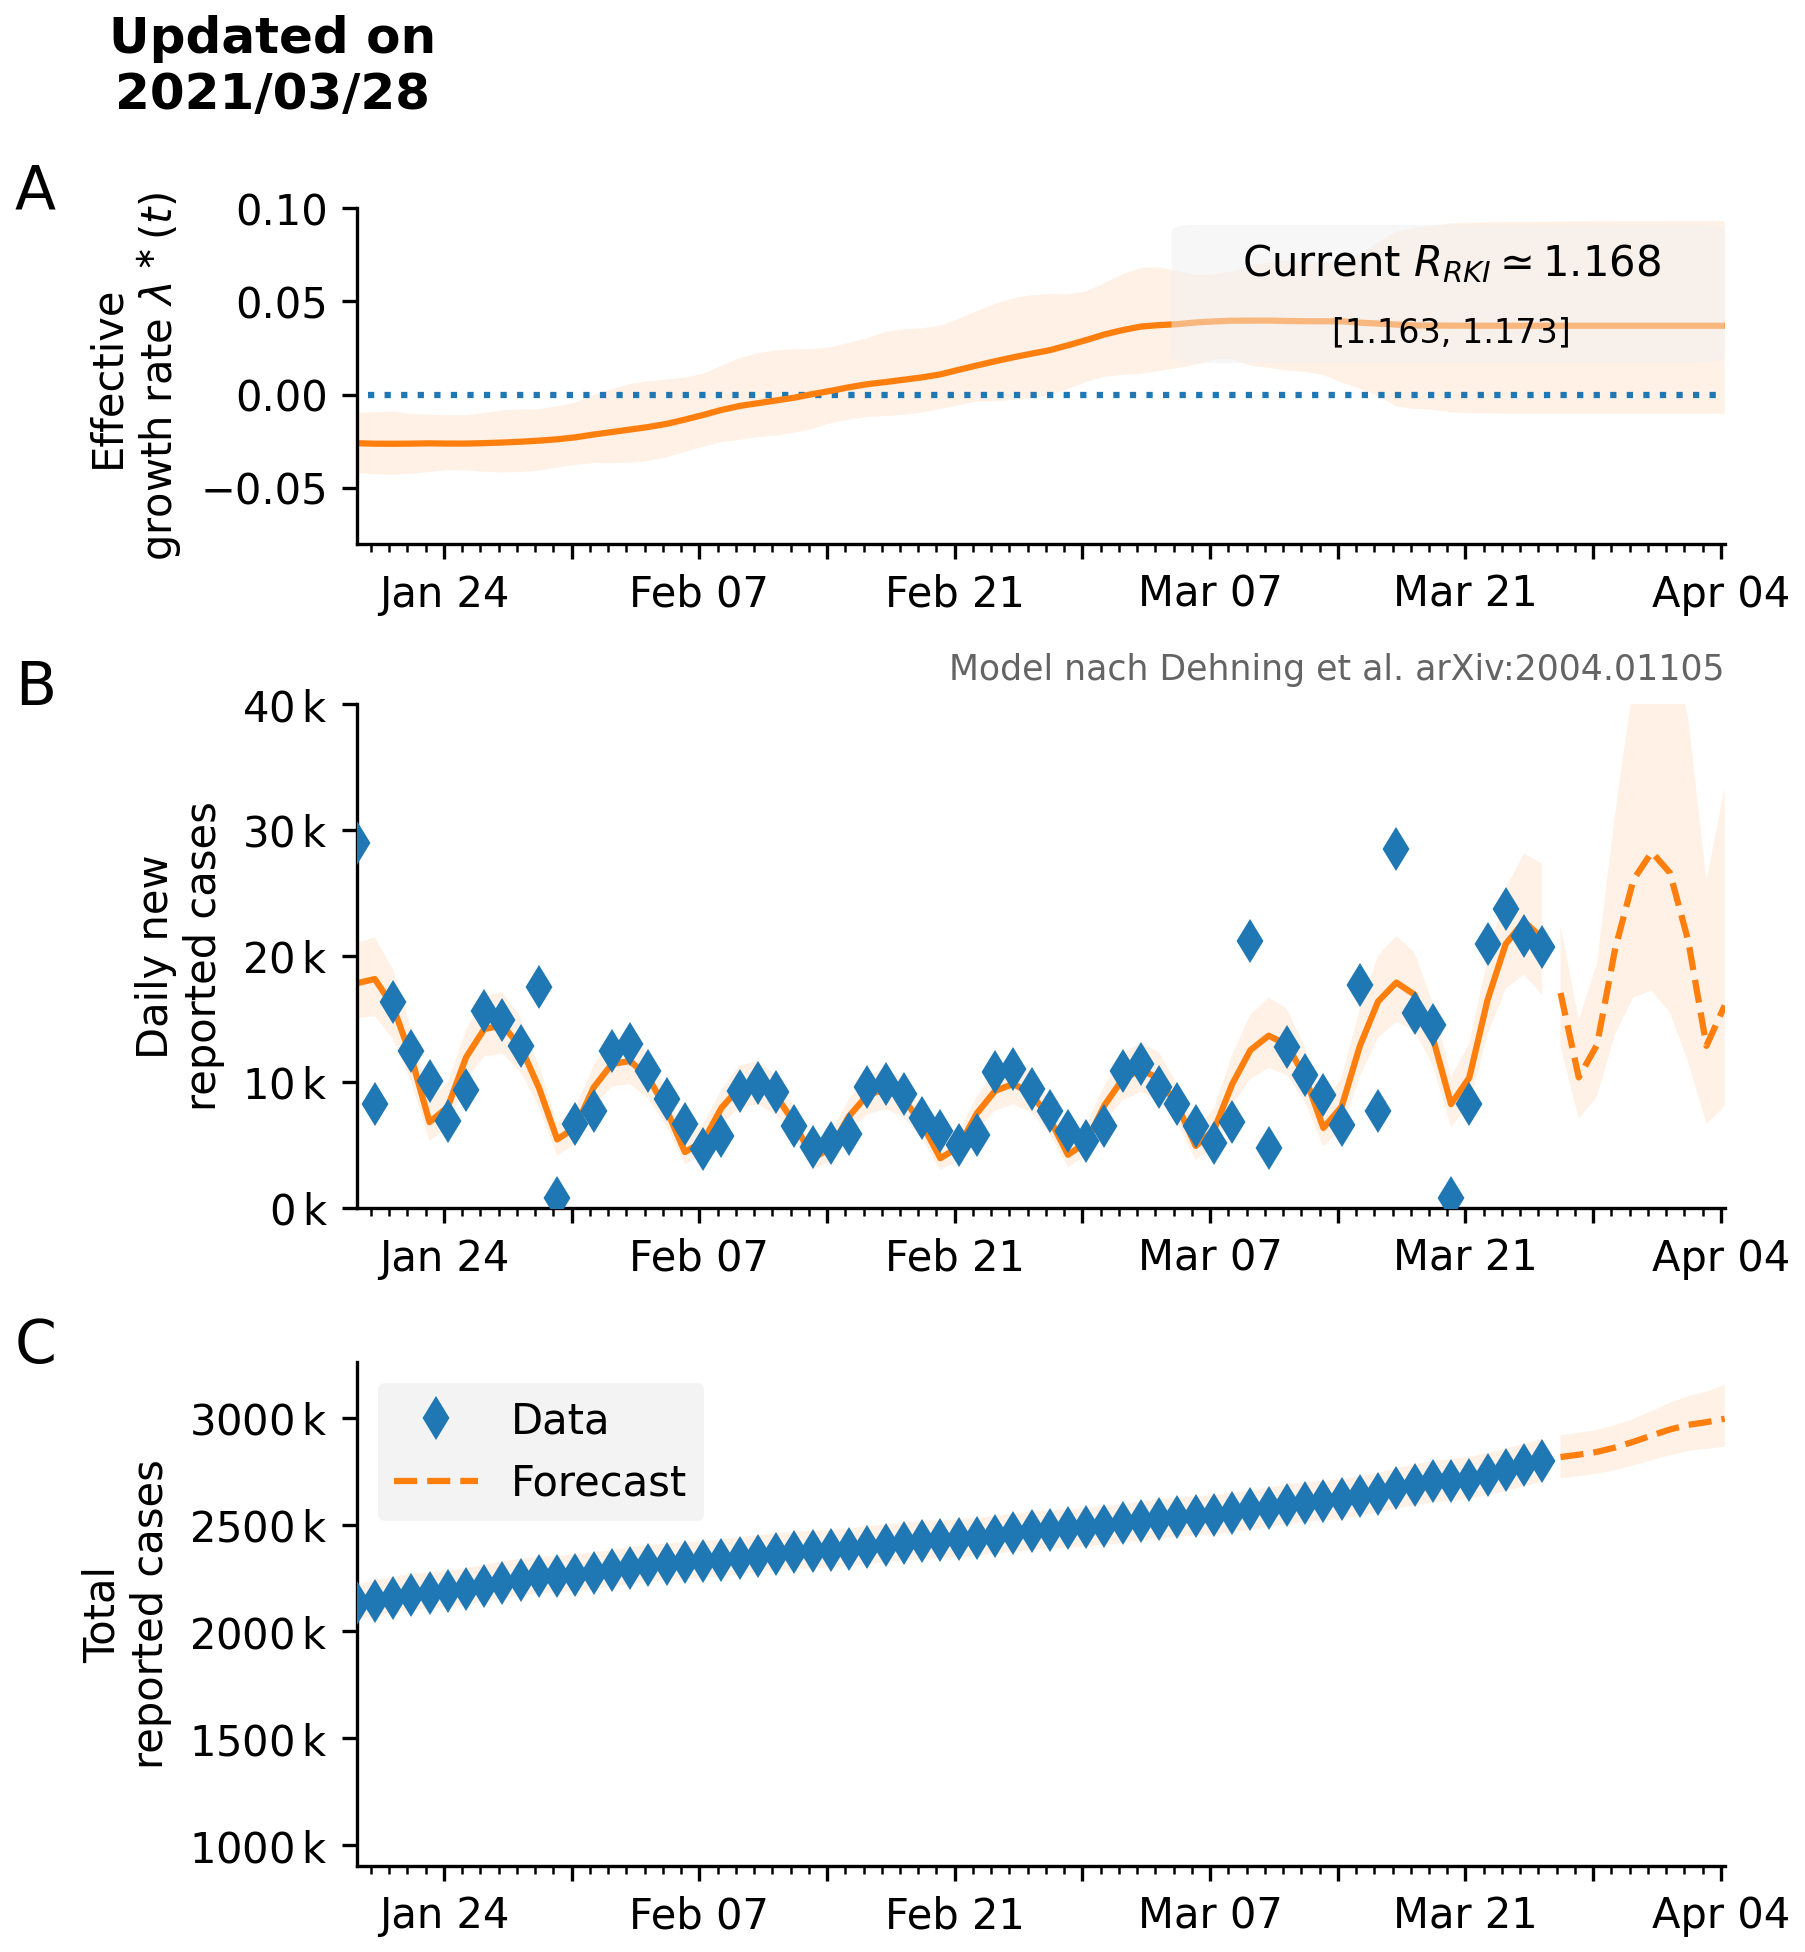 Updated on
2021/03/28
A
Effective
growth rate λ * (t)
0.10
0.05
0.00
−0.05
Current R_RKI ≃ 1.168
[1.163, 1.173]
Jan 24
Feb 07
Feb 21
Mar 07
Mar 21
Apr 04
B
Model nach Dehning et al. arXiv:2004.01105
Daily new
reported cases
40 k
30 k
20 k
10 k
0 k
Jan 24
Feb 07
Feb 21
Mar 07
Mar 21
Apr 04
C
Total
reported cases
3000 k
2500 k
2000 k
1500 k
1000 k
Data
Forecast
Jan 24
Feb 07
Feb 21
Mar 07
Mar 21
Apr 04